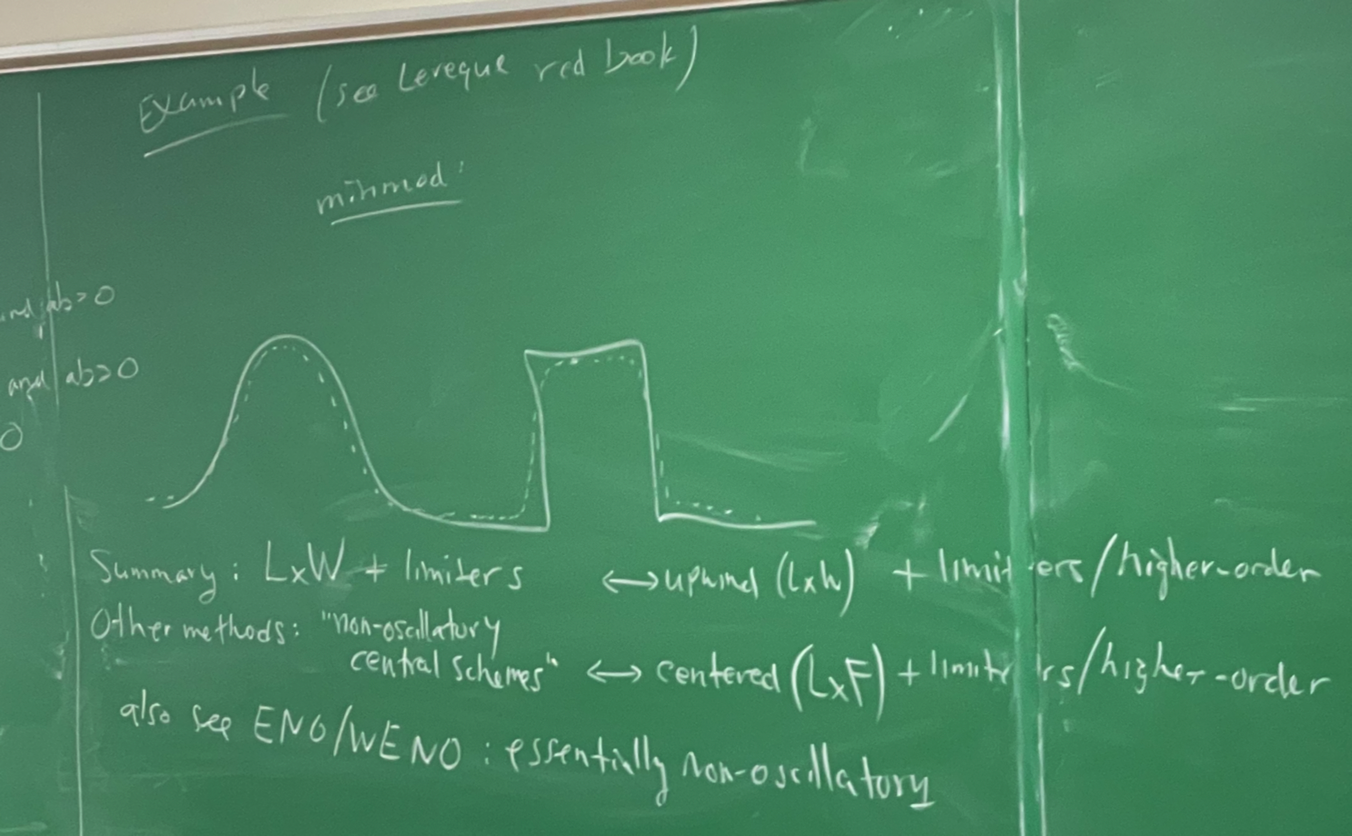 Example (see Leveque red book)
minmod:
and ab>0
and ab>0
0
Summary: LxW + limiters ↔ upwind (LxW) + limiters/higher-order
Other methods: "non-oscillatory
central schemes" ↔ centered (LxF) + limiters/higher-order
also see ENO/WENO: essentially non-oscillatory